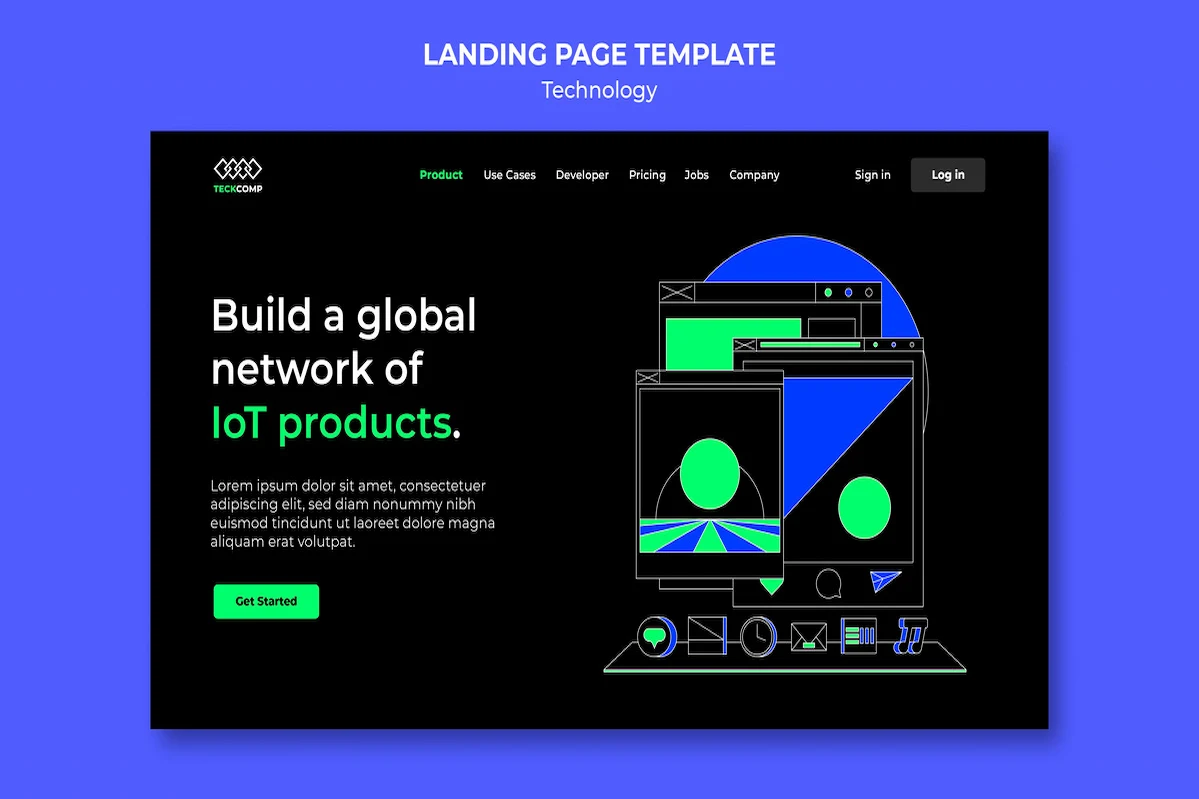 LANDING PAGE TEMPLATE
Technology
TECKCOMP
Product Use Cases Developer Pricing Jobs Company Sign in Log in
Build a global
network of
IoT products.
Lorem ipsum dolor sit amet, consectetuer
adipiscing elit, sed diam nonummy nibh
euismod tincidunt ut laoreet dolore magna
aliquam erat volutpat.
Get Started